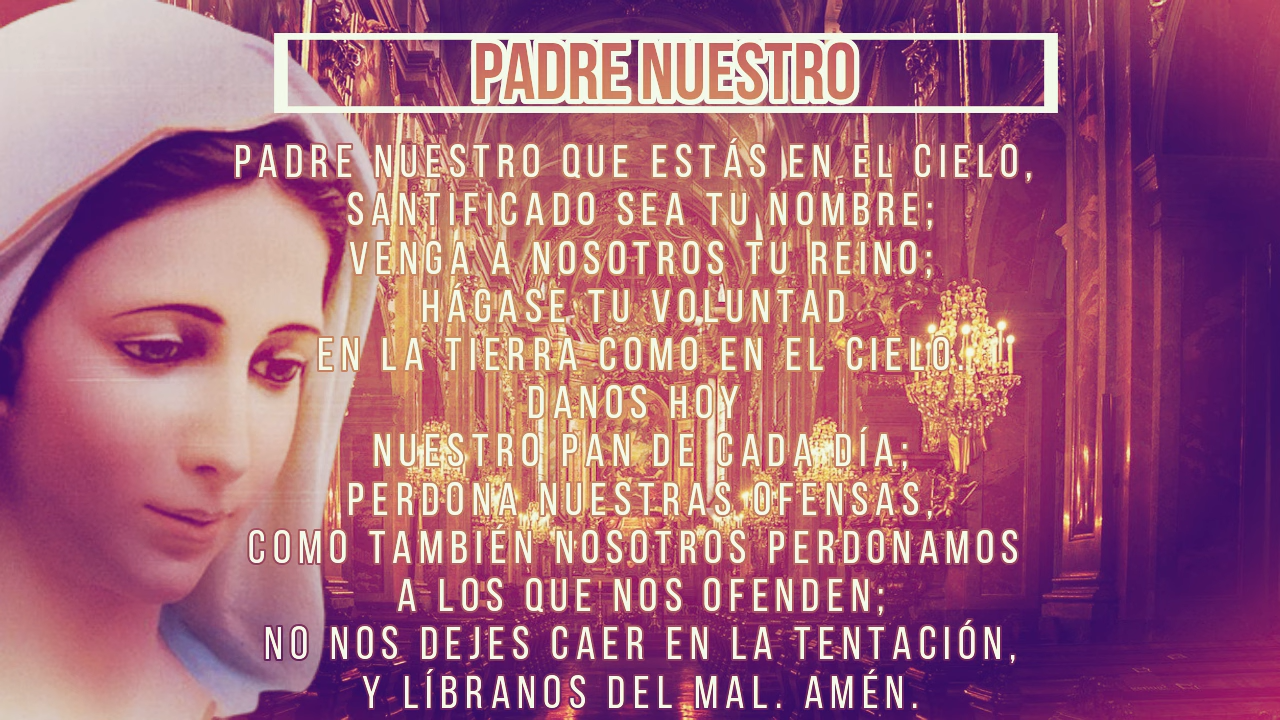 PADRE NUESTRO
PADRE NUESTRO QUE ESTÁS EN EL CIELO,
SANTIFICADO SEA TU NOMBRE;
VENGA A NOSOTROS TU REINO;
HÁGASE TU VOLUNTAD
EN LA TIERRA COMO EN EL CIELO.
DANOS HOY
NUESTRO PAN DE CADA DÍA;
PERDONA NUESTRAS OFENSAS,
COMO TAMBIÉN NOSOTROS PERDONAMOS
A LOS QUE NOS OFENDEN;
NO NOS DEJES CAER EN LA TENTACIÓN,
Y LÍBRANOS DEL MAL. AMÉN.